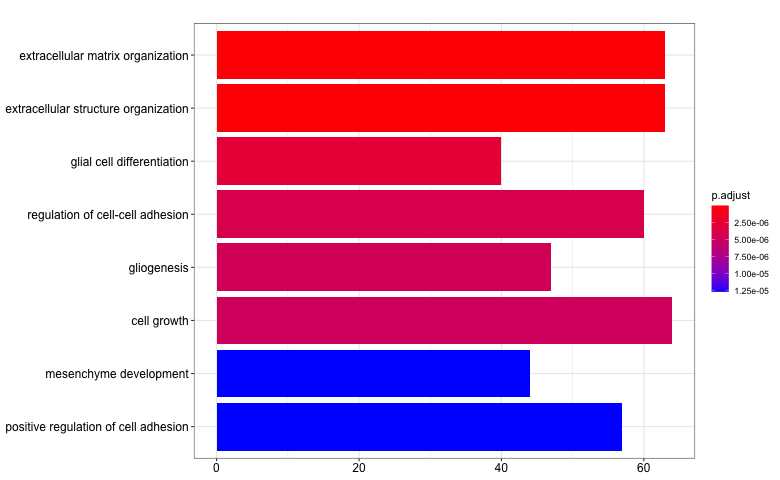 extracellular matrix organization
extracellular structure organization
glial cell differentiation
regulation of cell-cell adhesion
gliogenesis
cell growth
mesenchyme development
positive regulation of cell adhesion
0 20 40 60
p.adjust
2.50e-06
5.00e-06
7.50e-06
1.00e-05
1.25e-05